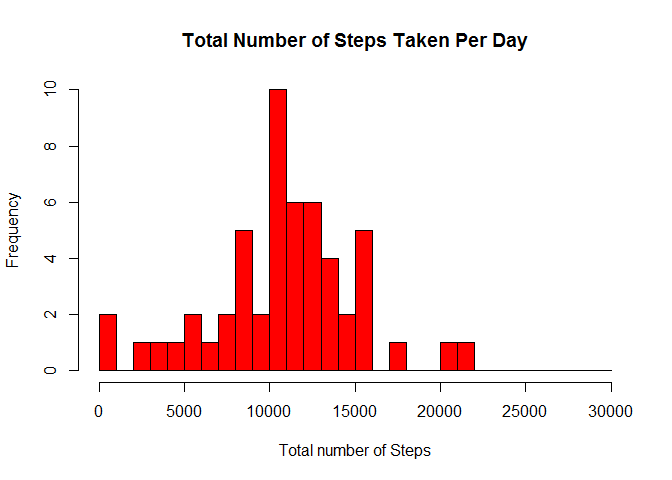 Total Number of Steps Taken Per Day
Frequency
10
8
6
4
2
0
0 5000 10000 15000 20000 25000 30000
Total number of Steps